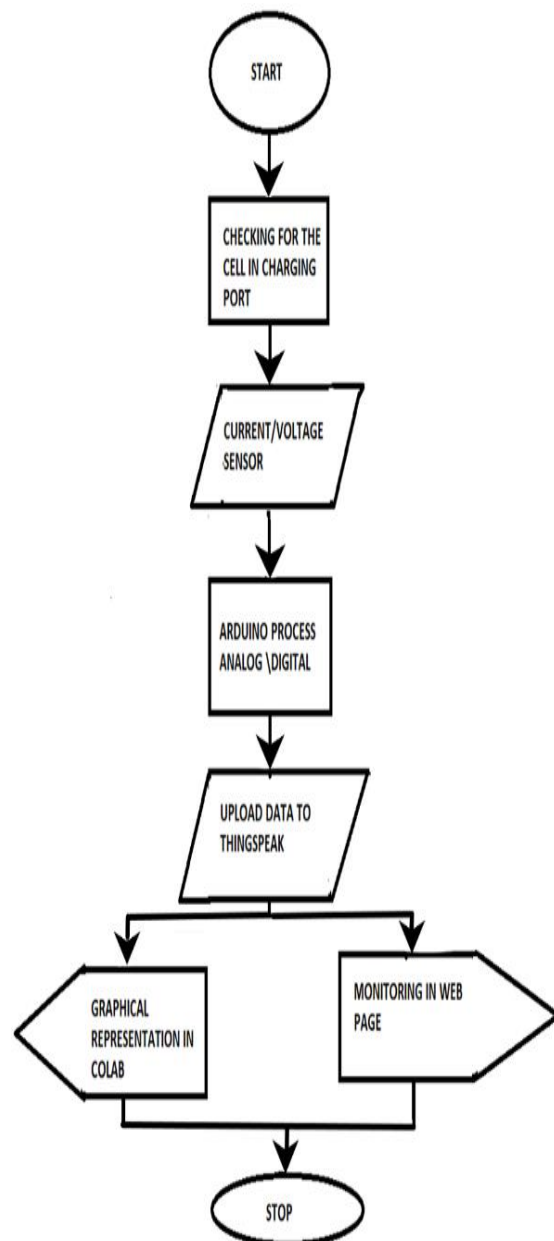 START
CHECKING FOR THE
CELL IN CHARGING
PORT
CURRENT/VOLTAGE
SENSOR
ARDUINO PROCESS
ANALOG \DIGITAL
UPLOAD DATA TO
THINGSPEAK
GRAPHICAL
REPRESENTATION IN
COLAB
MONITORING IN WEB
PAGE
STOP